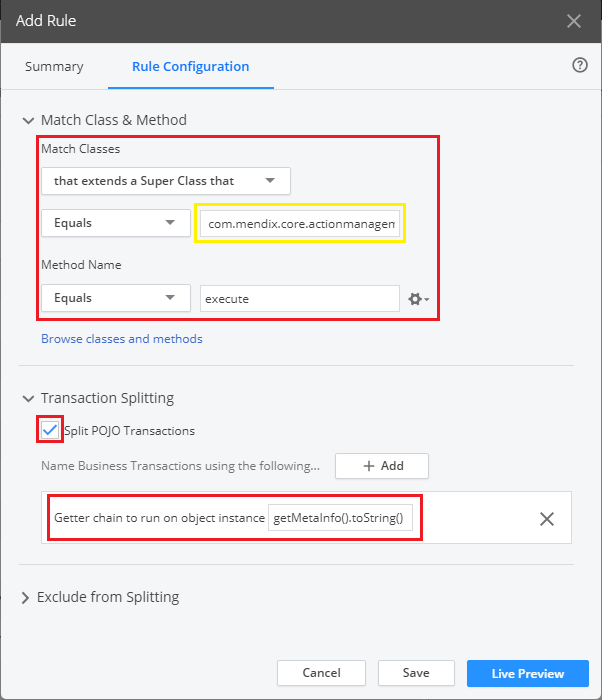 Add Rule
Summary
Rule Configuration
Match Class & Method
Match Classes
that extends a Super Class that
Equals
com.mendix.core.actionmanagem
Method Name
Equals
execute
Browse classes and methods
Transaction Splitting
Split POJO Transactions
Name Business Transactions using the following...
+ Add
Getter chain to run on object instance getMetaInfo().toString()
Exclude from Splitting
Cancel
Save
Live Preview